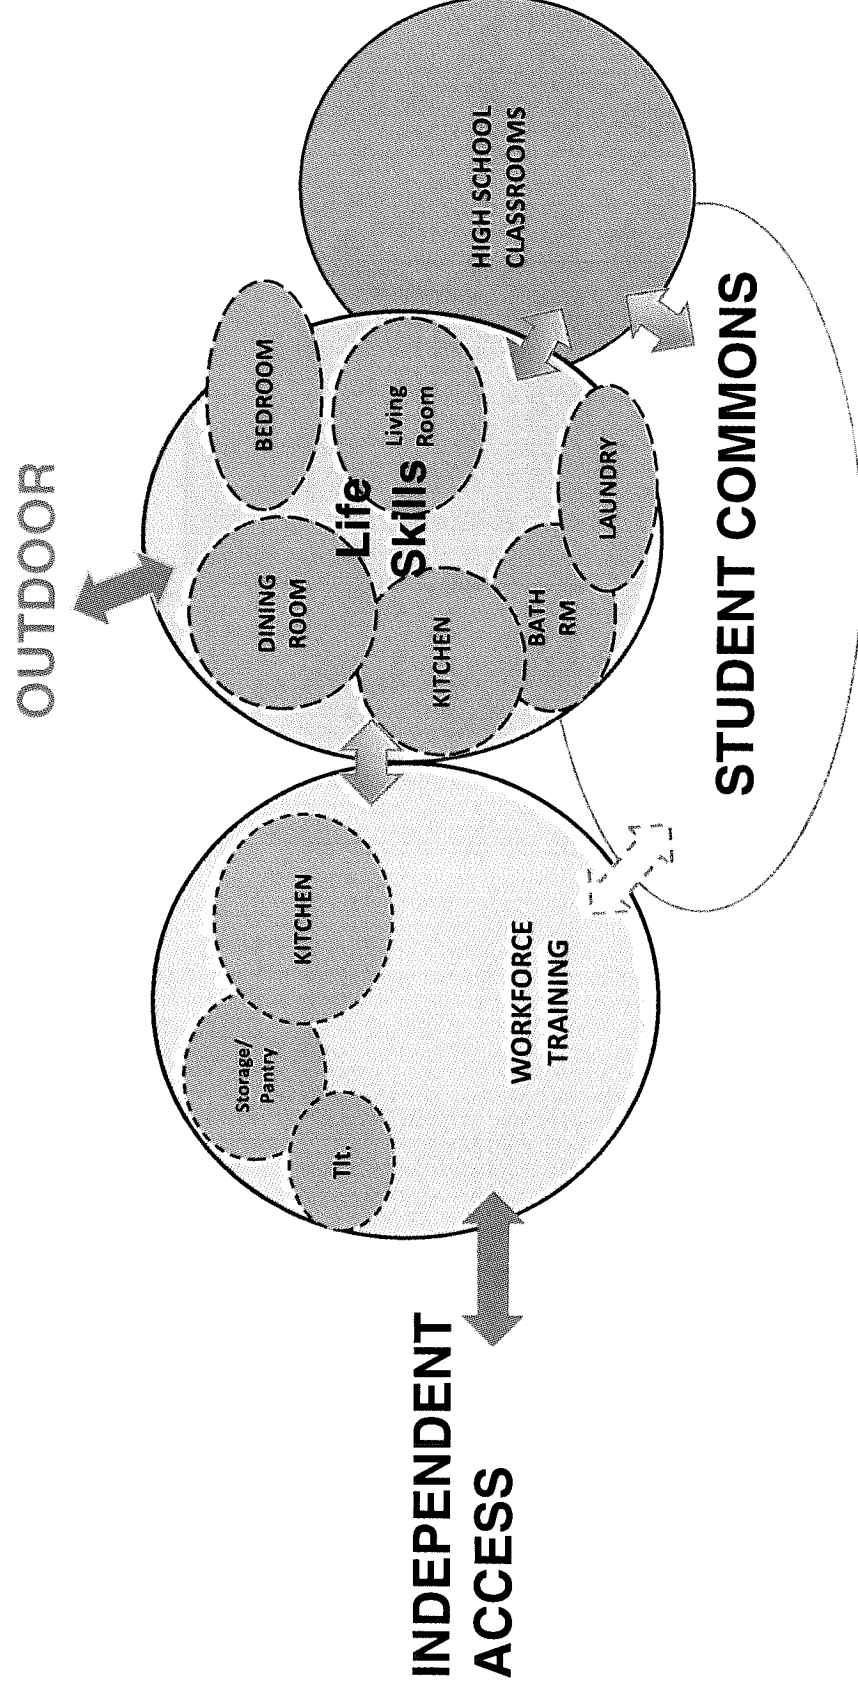 OUTDOOR
INDEPENDENT
ACCESS
Storage/
Pantry
Tlt.
KITCHEN
WORKFORCE
TRAINING
DINING
ROOM
BEDROOM
Life
Skills
Living
Room
KITCHEN
BATH
RM
LAUNDRY
HIGH SCHOOL
CLASSROOMS
STUDENT COMMONS